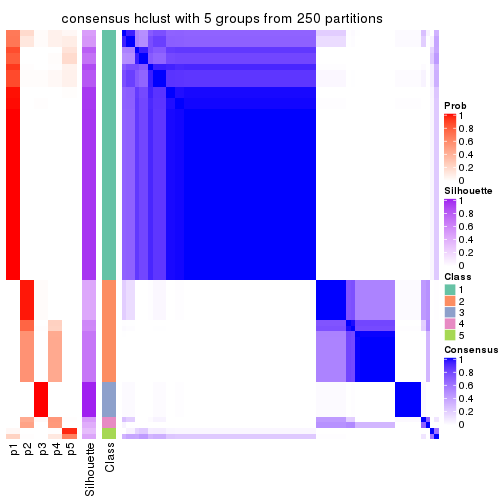 consensus hclust with 5 groups from 250 partitions
Prob
1
0.8
0.6
0.4
0.2
0
Silhouette
1
0.8
0.6
0.4
0.2
0
Class
1
2
3
4
5
Consensus
1
0.8
0.6
0.4
0.2
0
p1
p2
p3
p4
p5
Silhouette
Class